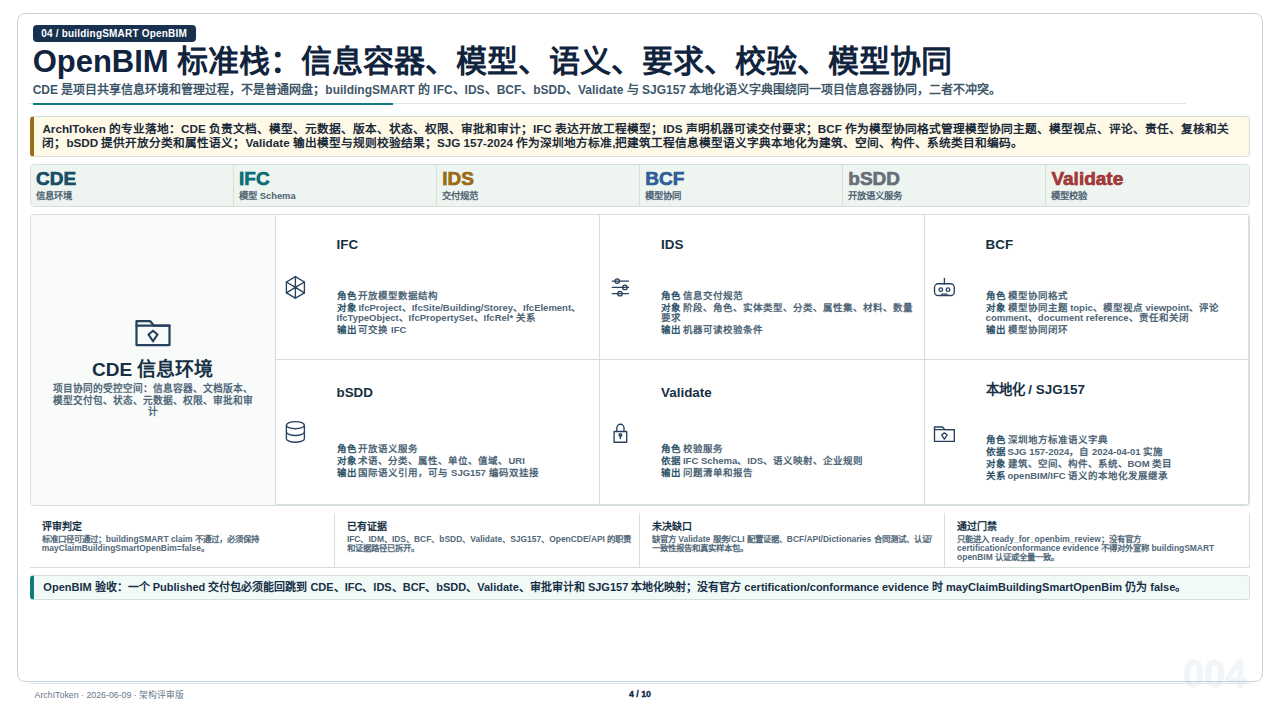 04 / buildingSMART OpenBIM
OpenBIM 标准栈：信息容器、模型、语义、要求、校验、模型协同
CDE 是项目共享信息环境和管理过程，不是普通网盘；buildingSMART 的 IFC、IDS、BCF、bSDD、Validate 与 SJG157 本地化语义字典围绕同一项目信息容器协同，二者不冲突。
ArchIToken 的专业落地：CDE 负责文档、模型、元数据、版本、状态、权限、审批和审计；IFC 表达开放工程模型；IDS 声明机器可读交付要求；BCF 作为模型协同格式管理模型协同主题、模型视点、评论、责任、复核和关
闭；bSDD 提供开放分类和属性语义；Validate 输出模型与规则校验结果;SJG 157-2024 作为深圳地方标准,把建筑工程信息模型语义字典本地化为建筑、空间、构件、系统类目和编码。
CDE
信息环境
IFC
模型 Schema
IDS
交付规范
BCF
模型协同
bSDD
开放语义服务
Validate
模型校验
CDE 信息环境
项目协同的受控空间：信息容器、文档版本、
模型交付包、状态、元数据、权限、审批和审
计
IFC
角色 开放模型数据结构
对象 IfcProject、IfcSite/Building/Storey、IfcElement、
IfcTypeObject、IfcPropertySet、IfcRel* 关系
输出 可交换 IFC
IDS
角色 信息交付规范
对象 阶段、角色、实体类型、分类、属性集、材料、数量
要求
输出 机器可读校验条件
BCF
角色 模型协同格式
对象 模型协同主题 topic、模型视点 viewpoint、评论
comment、document reference、责任和关闭
输出 模型协同闭环
bSDD
角色 开放语义服务
对象 术语、分类、属性、单位、值域、URI
输出 国际语义引用，可与 SJG157 编码双挂接
Validate
角色 校验服务
依据 IFC Schema、IDS、语义映射、企业规则
输出 问题清单和报告
本地化 / SJG157
角色 深圳地方标准语义字典
依据 SJG 157-2024，自 2024-04-01 实施
对象 建筑、空间、构件、系统、BOM 类目
关系 openBIM/IFC 语义的本地化发展继承
评审判定
标准口径可通过；buildingSMART claim 不通过，必须保持
mayClaimBuildingSmartOpenBim=false。
已有证据
IFC、IDM、IDS、BCF、bSDD、Validate、SJG157、OpenCDE/API 的职责
和证据路径已拆开。
未决缺口
缺官方 Validate 服务/CLI 配置证据、BCF/API/Dictionaries 合同测试、认证/
一致性报告和真实样本包。
通过门禁
只能进入 ready_for_openbim_review；没有官方
certification/conformance evidence 不得对外宣称 buildingSMART
openBIM 认证或全量一致。
OpenBIM 验收：一个 Published 交付包必须能回跳到 CDE、IFC、IDS、BCF、bSDD、Validate、审批审计和 SJG157 本地化映射；没有官方 certification/conformance evidence 时 mayClaimBuildingSmartOpenBim 仍为 false。
004
ArchIToken · 2026-06-09 · 架构评审版
4 / 10